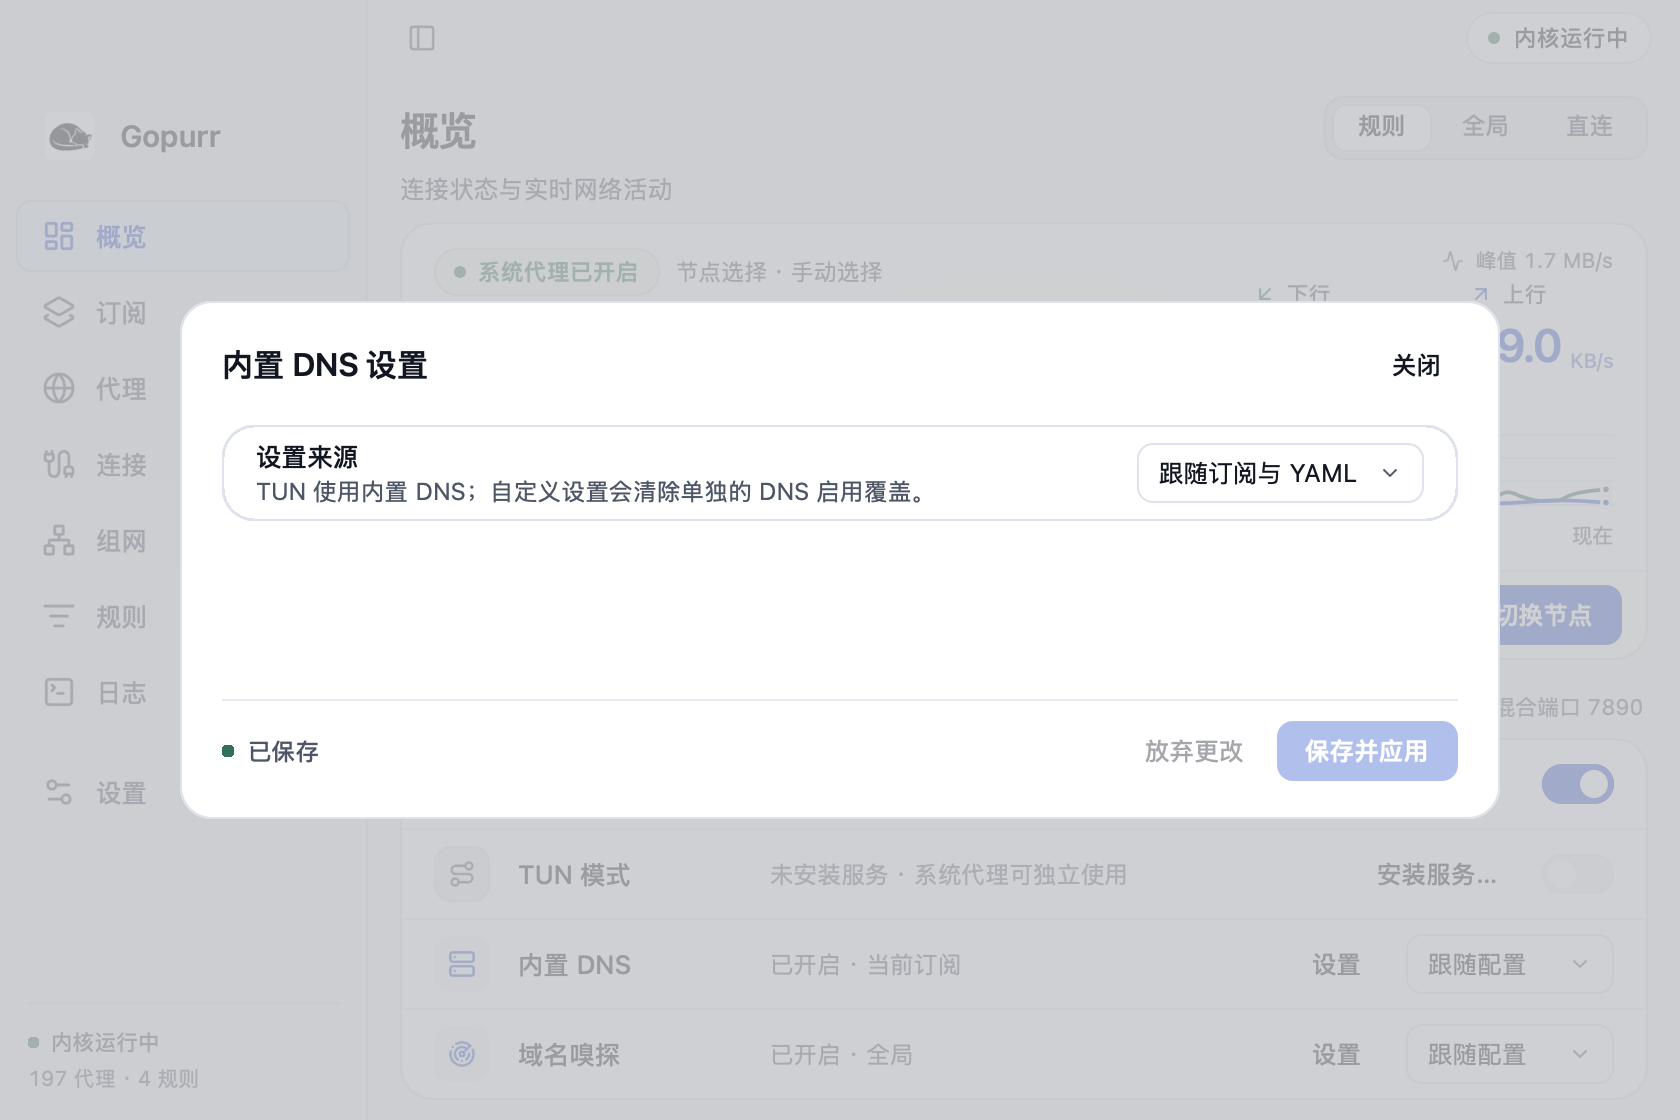 内核运行中
Gopurr
概览
规则 全局 直连
连接状态与实时网络活动
概览
订阅
代理
连接
组网
规则
日志
设置
系统代理已开启 节点选择 · 手动选择
峰值 1.7 MB/s
下行 上行
9.0 KB/s
内置 DNS 设置 关闭
设置来源
TUN 使用内置 DNS；自定义设置会清除单独的 DNS 启用覆盖。
跟随订阅与 YAML
现在
切换节点
混合端口 7890
已保存 放弃更改 保存并应用
TUN 模式 未安装服务 · 系统代理可独立使用 安装服务...
内置 DNS 已开启 · 当前订阅 设置 跟随配置
域名嗅探 已开启 · 全局 设置 跟随配置
内核运行中
197 代理 · 4 规则